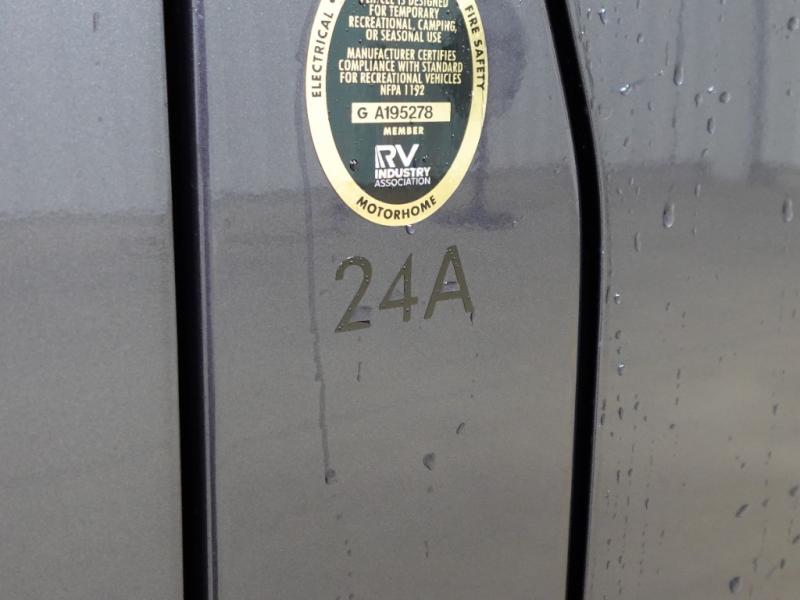 VEHICLE IS DESIGNED
FOR TEMPORARY
RECREATIONAL, CAMPING,
OR SEASONAL USE
MANUFACTURER CERTIFIES
COMPLIANCE WITH STANDARD
FOR RECREATIONAL VEHICLES
NFPA 1192
ELECTRICAL •
FIRE SAFETY
G A195278
MEMBER
RV
INDUSTRY
ASSOCIATION
MOTORHOME
24A